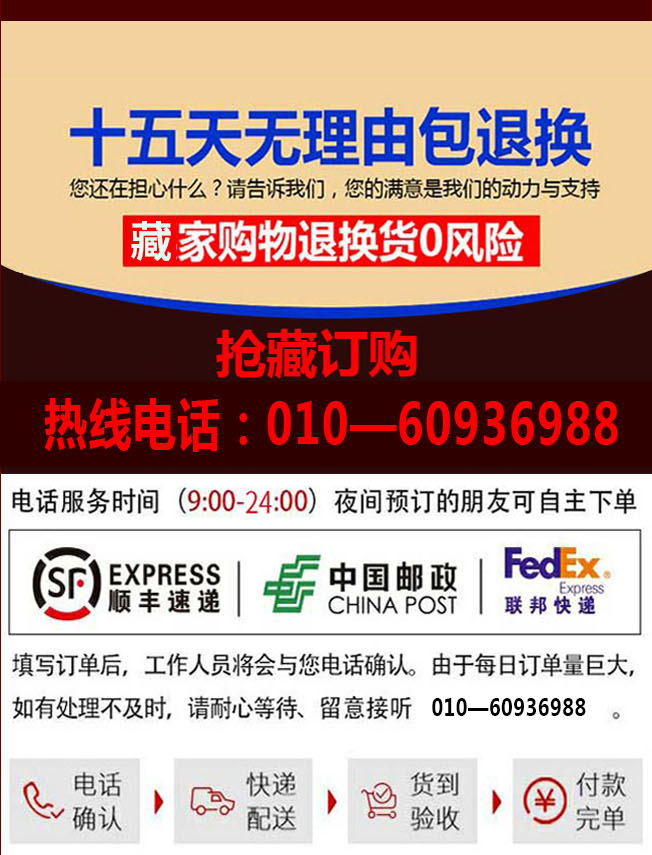 十五天无理由包退换
您还在担心什么？请告诉我们，您的满意是我们的动力与支持
藏家购物退换货0风险
抢藏订购
热线电话：010—60936988
电话服务时间（9:00-24:00）夜间预订的朋友可自主下单
SF EXPRESS 顺丰速递
中国邮政 CHINA POST
FedEx Express 联邦快递
填写订单后，工作人员将会与您电话确认。由于每日订单量巨大，
如有处理不及时，请耐心等待、留意接听 010—60936988 。
电话确认
快递配送
货到验收
¥ 付款完单